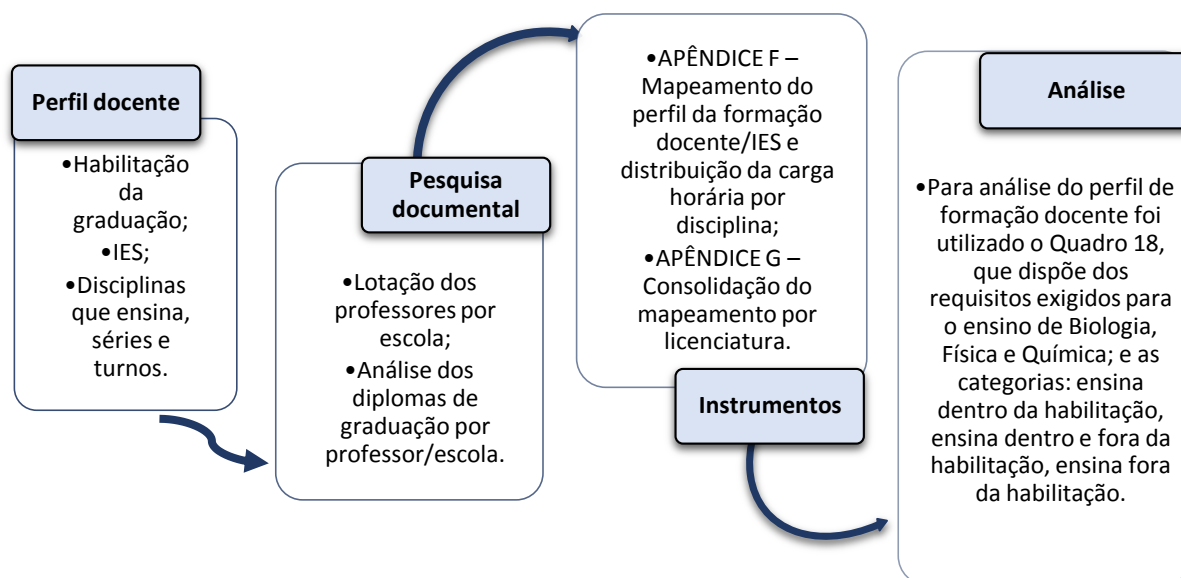 Perfil docente
•Habilitação
da
graduação;
•IES;
•Disciplinas
que ensina,
séries e
turnos.
Pesquisa
documental
•Lotação dos
professores por
escola;
•Análise dos
diplomas de
graduação por
professor/escola.
•APÊNDICE F –
Mapeamento do
perfil da formação
docente/IES e
distribuição da carga
horária por
disciplina;
•APÊNDICE G –
Consolidação do
mapeamento por
licenciatura.
Instrumentos
Análise
•Para análise do perfil de
formação docente foi
utilizado o Quadro 18,
que dispõe dos
requisitos exigidos para
o ensino de Biologia,
Física e Química; e as
categorias: ensina
dentro da habilitação,
ensina dentro e fora da
habilitação, ensina fora
da habilitação.